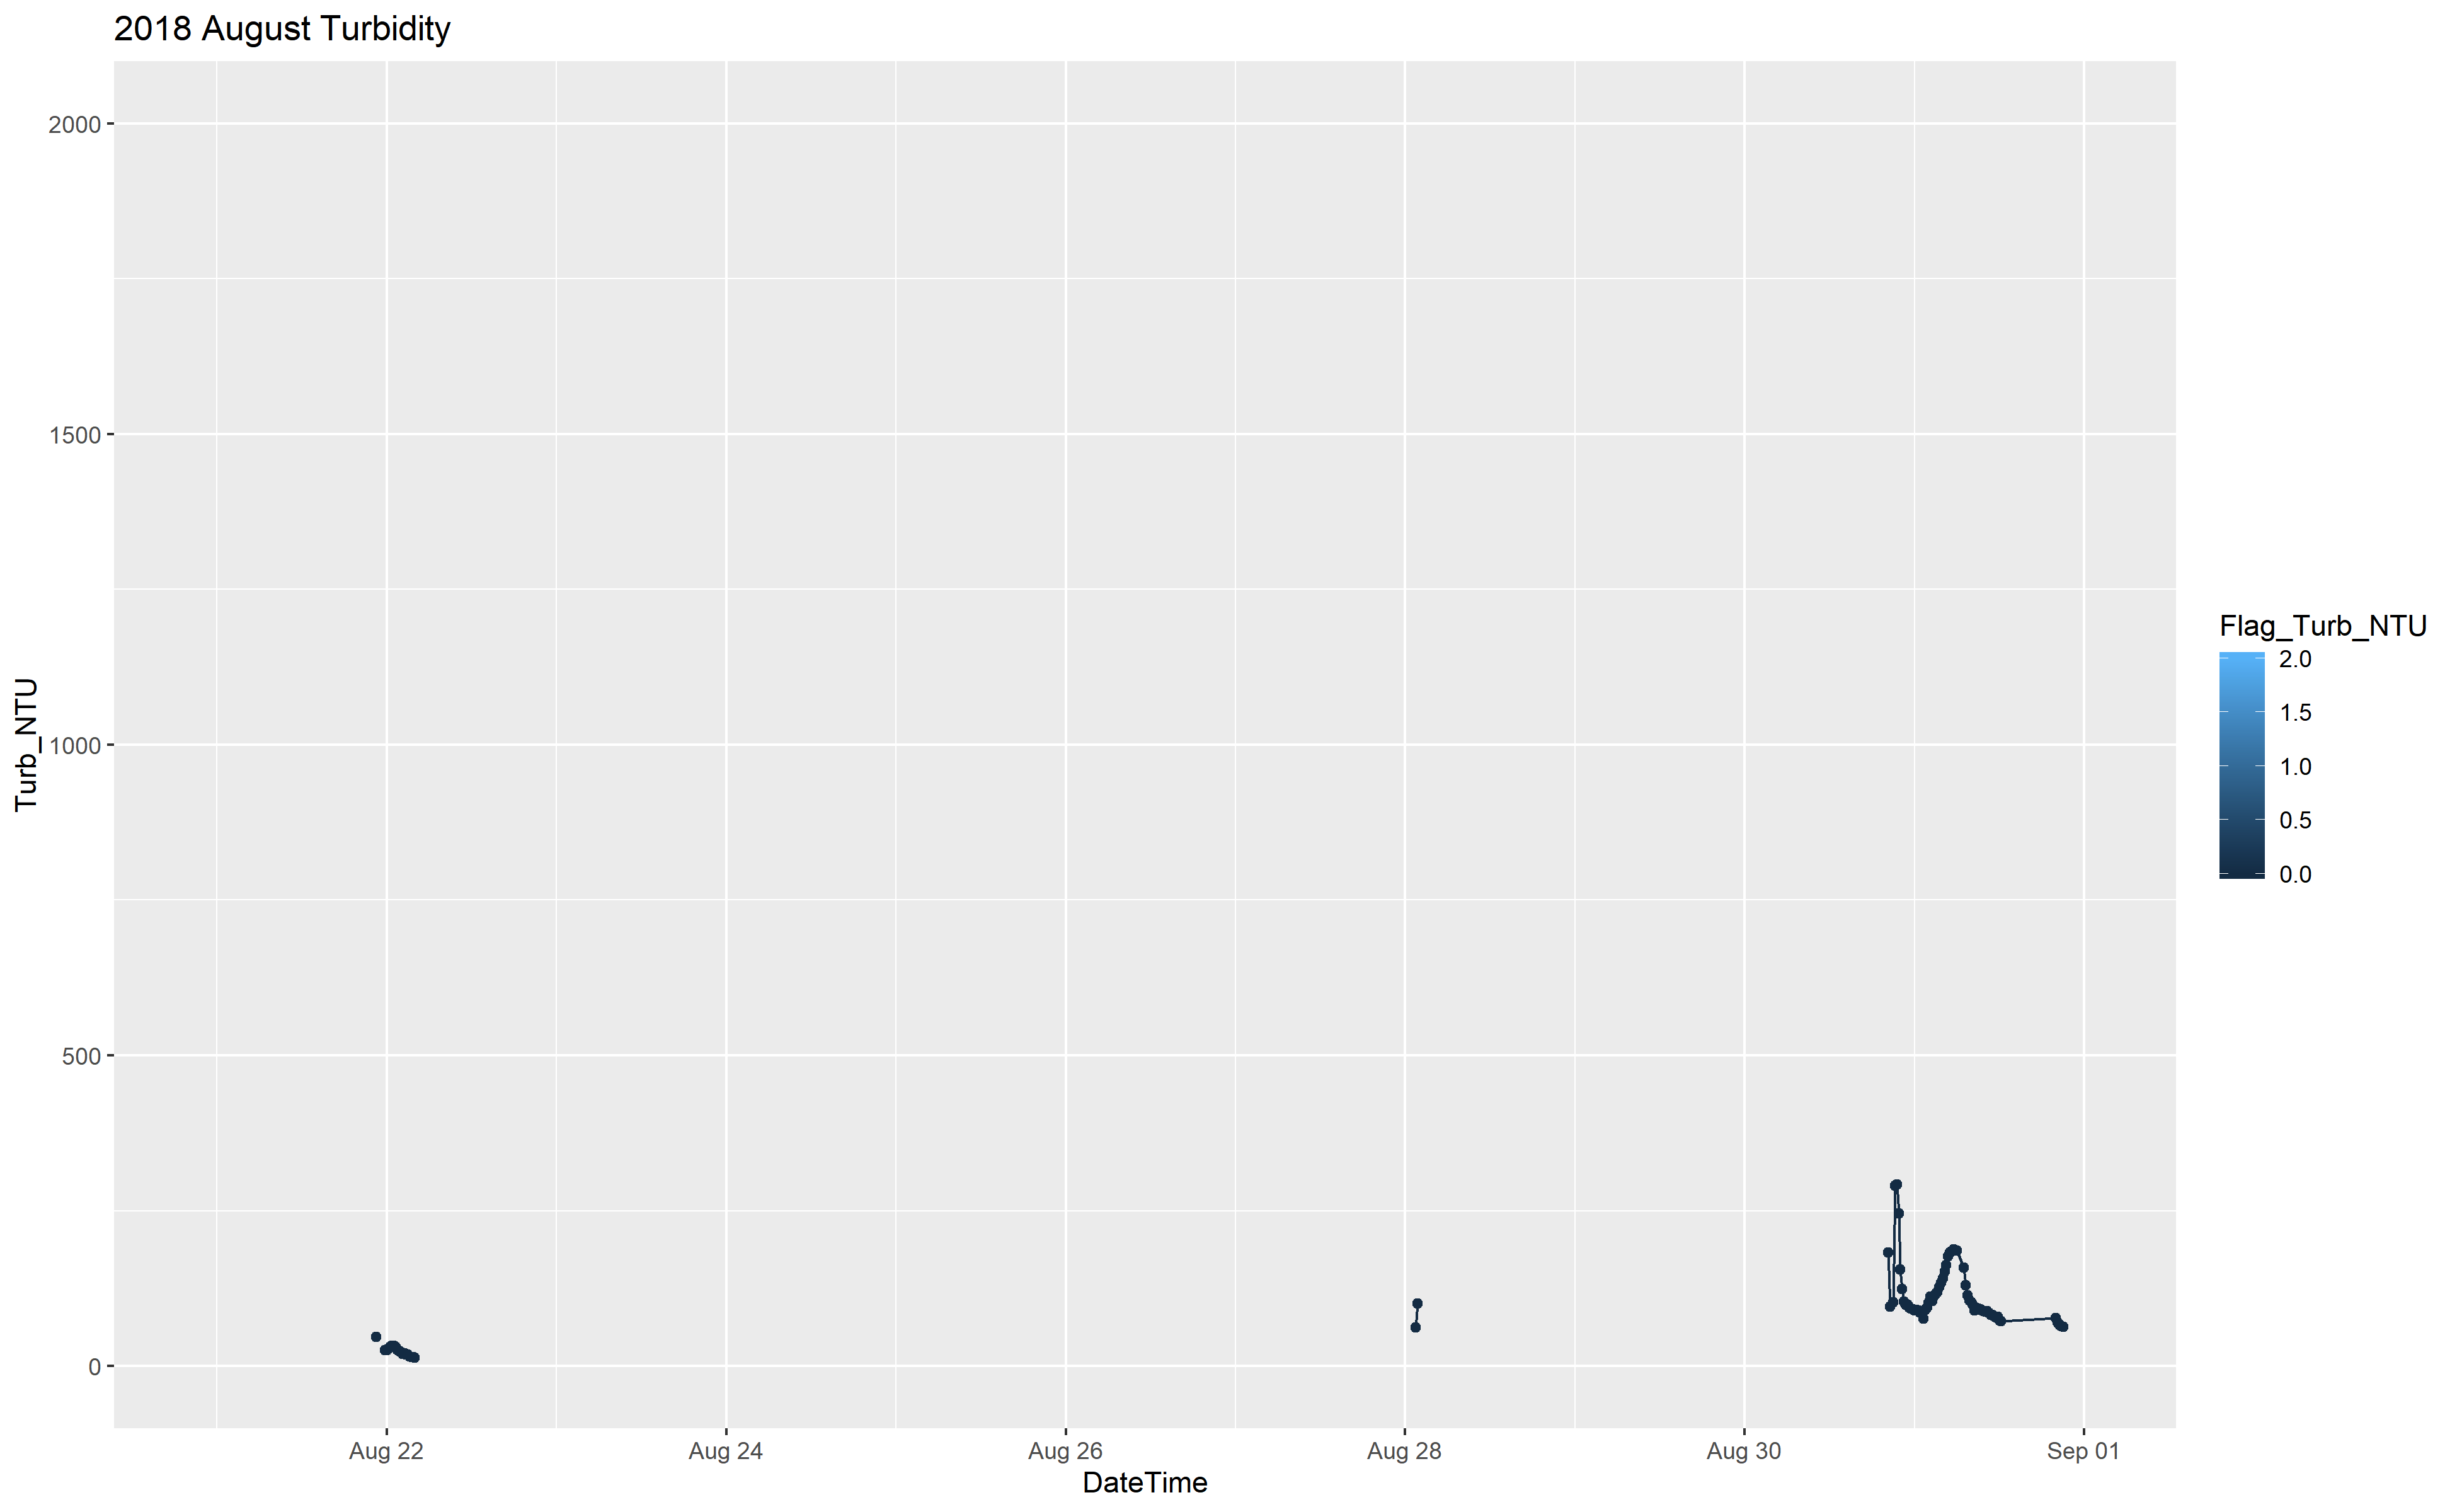 2018 August Turbidity
Turb_NTU
2000
1500
1000
500
0
Aug 22
Aug 24
Aug 26
Aug 28
Aug 30
Sep 01
DateTime
Flag_Turb_NTU
2.0
1.5
1.0
0.5
0.0